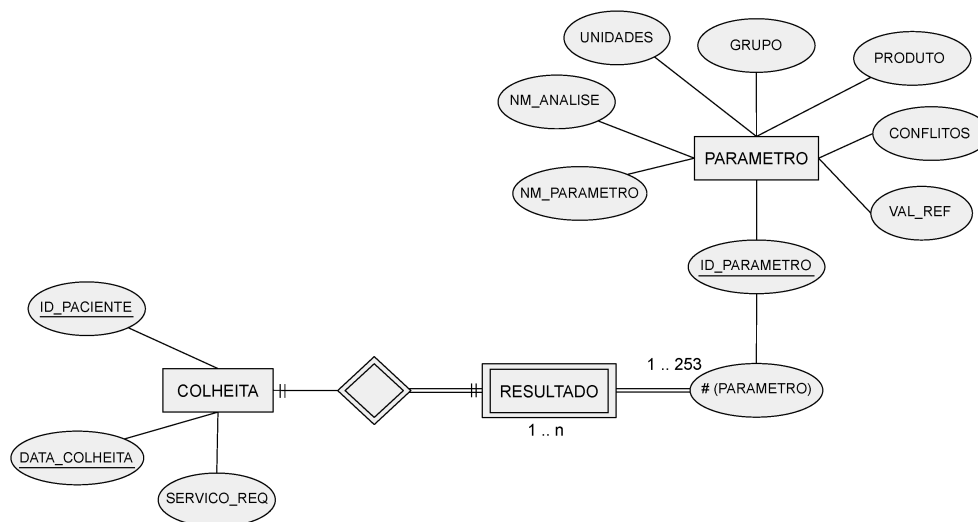 UNIDADES
GRUPO
PRODUTO
NM_ANALISE
CONFLITOS
PARAMETRO
NM_PARAMETRO
VAL_REF
ID_PARAMETRO
ID_PACIENTE
1 .. 253
COLHEITA
RESULTADO
# (PARAMETRO)
1 .. n
DATA_COLHEITA
SERVICO_REQ